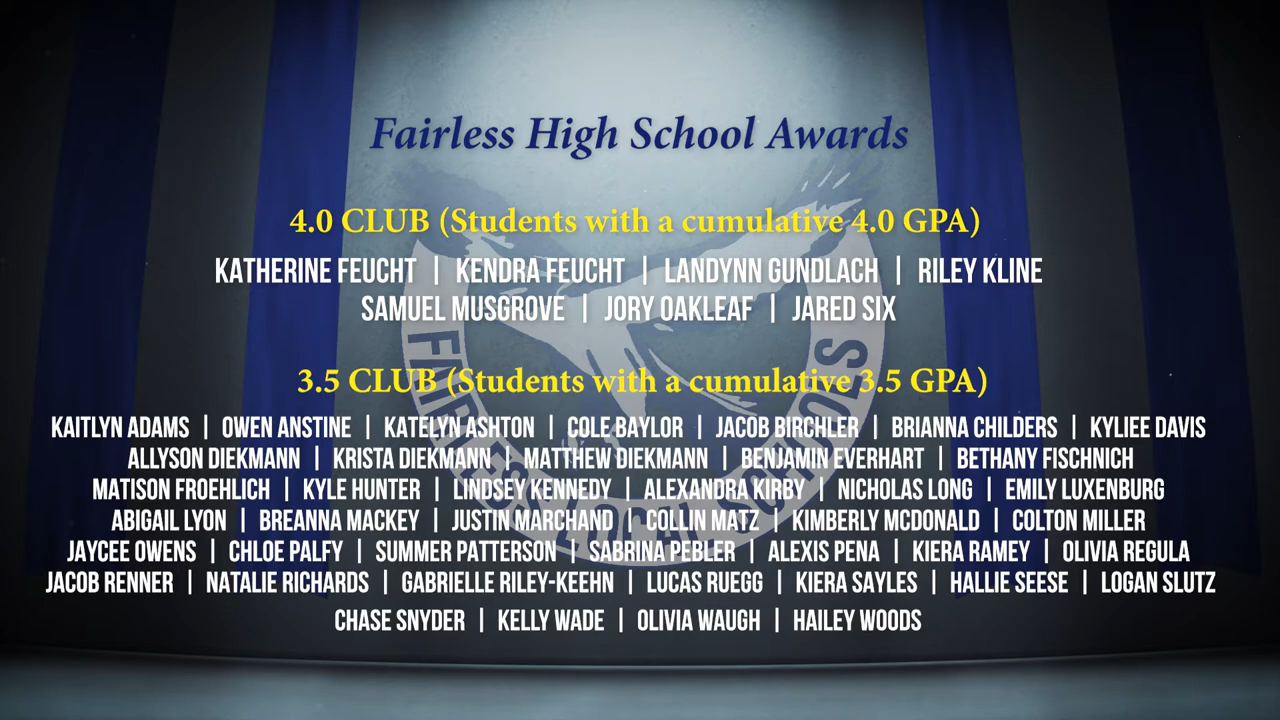 Fairless High School Awards
4.0 CLUB (Students with a cumulative 4.0 GPA)
KATHERINE FEUCHT | KENDRA FEUCHT | LANDYNN GUNDLACH | RILEY KLINE
SAMUEL MUSGROVE | JORY OAKLEAF | JARED SIX
3.5 CLUB (Students with a cumulative 3.5 GPA)
KAITLYN ADAMS | OWEN ANSTINE | KATELYN ASHTON | COLE BAYLOR | JACOB BIRCHLER | BRIANNA CHILDERS | KYLIEE DAVIS
ALLYSON DIEKMANN | KRISTA DIEKMANN | MATTHEW DIEKMANN | BENJAMIN EVERHART | BETHANY FISCHNICH
MATISON FROEHLICH | KYLE HUNTER | LINDSEY KENNEDY | ALEXANDRA KIRBY | NICHOLAS LONG | EMILY LUXENBURG
ABIGAIL LYON | BREANNA MACKEY | JUSTIN MARCHAND | COLLIN MATZ | KIMBERLY MCDONALD | COLTON MILLER
JAYCEE OWENS | CHLOE PALFY | SUMMER PATTERSON | SABRINA PEBLER | ALEXIS PENA | KIERA RAMEY | OLIVIA REGULA
JACOB RENNER | NATALIE RICHARDS | GABRIELLE RILEY-KEEHN | LUCAS RUEGG | KIERA SAYLES | HALLIE SEESE | LOGAN SLUTZ
CHASE SNYDER | KELLY WADE | OLIVIA WAUGH | HAILEY WOODS
FAIRLESS LOCAL SCHOOLS